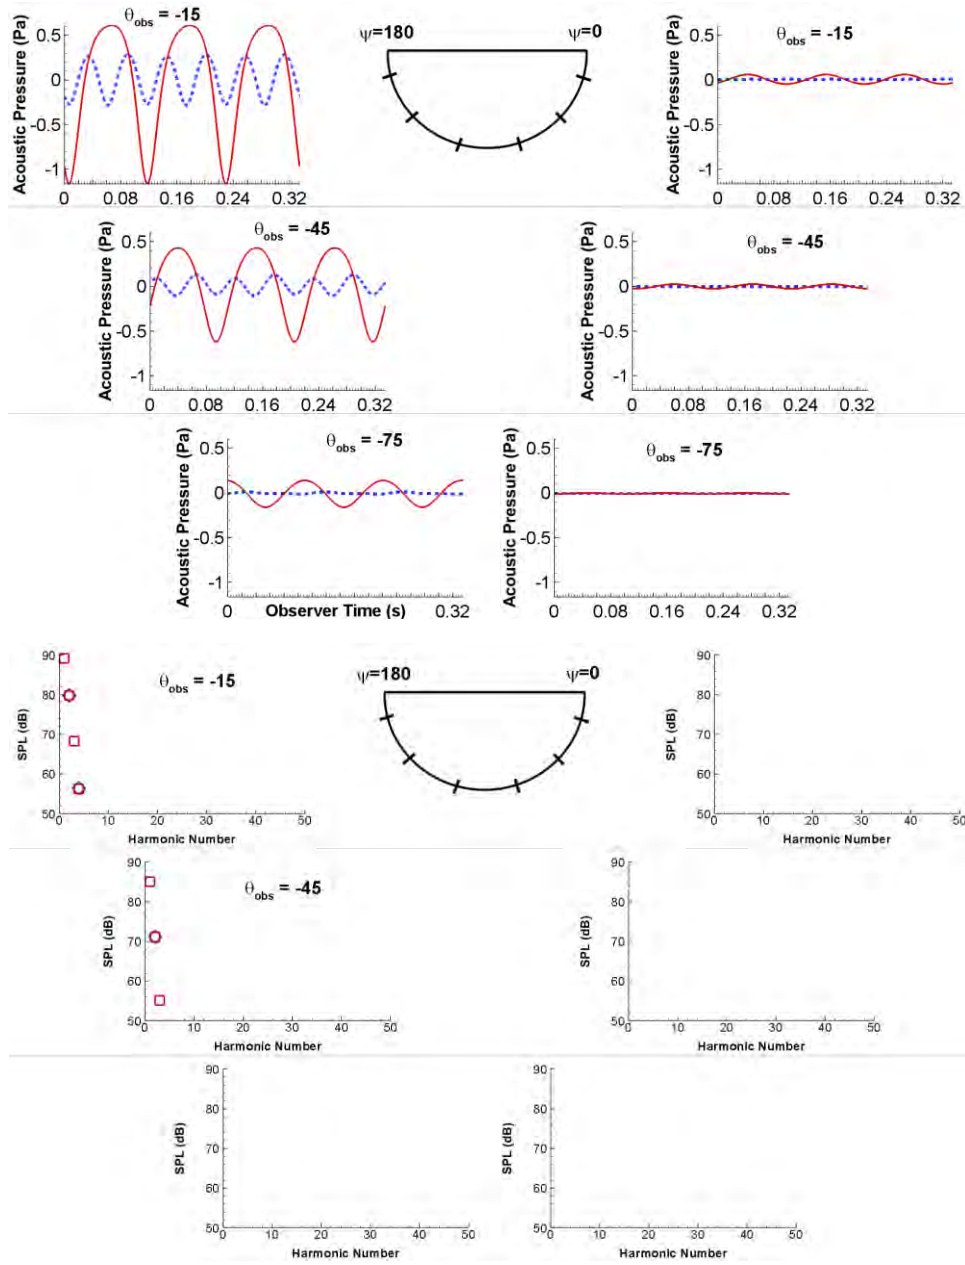 θobs = -15
Acoustic Pressure (Pa)
0.5
0
-0.5
-1
0 0.08 0.16 0.24 0.32
ψ=180 ψ=0
θobs = -15
Acoustic Pressure (Pa)
0.5
0
-0.5
-1
0 0.08 0.16 0.24 0.32
θobs = -45
Acoustic Pressure (Pa)
0.5
0
-0.5
-1
0 0.08 0.16 0.24 0.32
θobs = -45
Acoustic Pressure (Pa)
0.5
0
-0.5
-1
0 0.08 0.16 0.24 0.32
θobs = -75
Acoustic Pressure (Pa)
0.5
0
-0.5
-1
0 Observer Time (s) 0.32
θobs = -75
Acoustic Pressure (Pa)
0.5
0
-0.5
-1
0 0.08 0.16 0.24 0.32
θobs = -15
SPL (dB)
90
80
70
60
50
0 10 20 30 40 50
Harmonic Number
ψ=180 ψ=0
SPL (dB)
90
80
70
60
50
0 10 20 30 40 50
Harmonic Number
θobs = -45
SPL (dB)
90
80
70
60
50
0 10 20 30 40 50
Harmonic Number
SPL (dB)
90
80
70
60
50
0 10 20 30 40 50
Harmonic Number
SPL (dB)
90
80
70
60
50
0 10 20 30 40 50
Harmonic Number
SPL (dB)
90
80
70
60
50
0 10 20 30 40 50
Harmonic Number